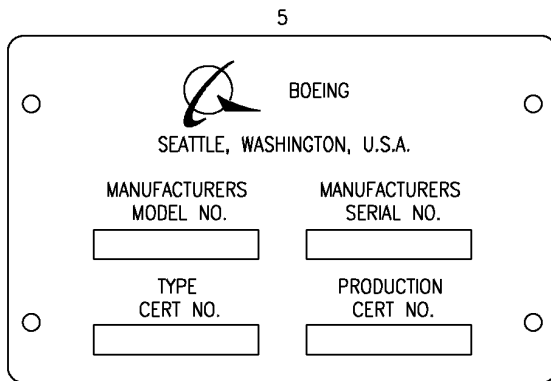 5
BOEING
SEATTLE, WASHINGTON, U.S.A.
MANUFACTURERS MODEL NO.
MANUFACTURERS SERIAL NO.
TYPE CERT NO.
PRODUCTION CERT NO.